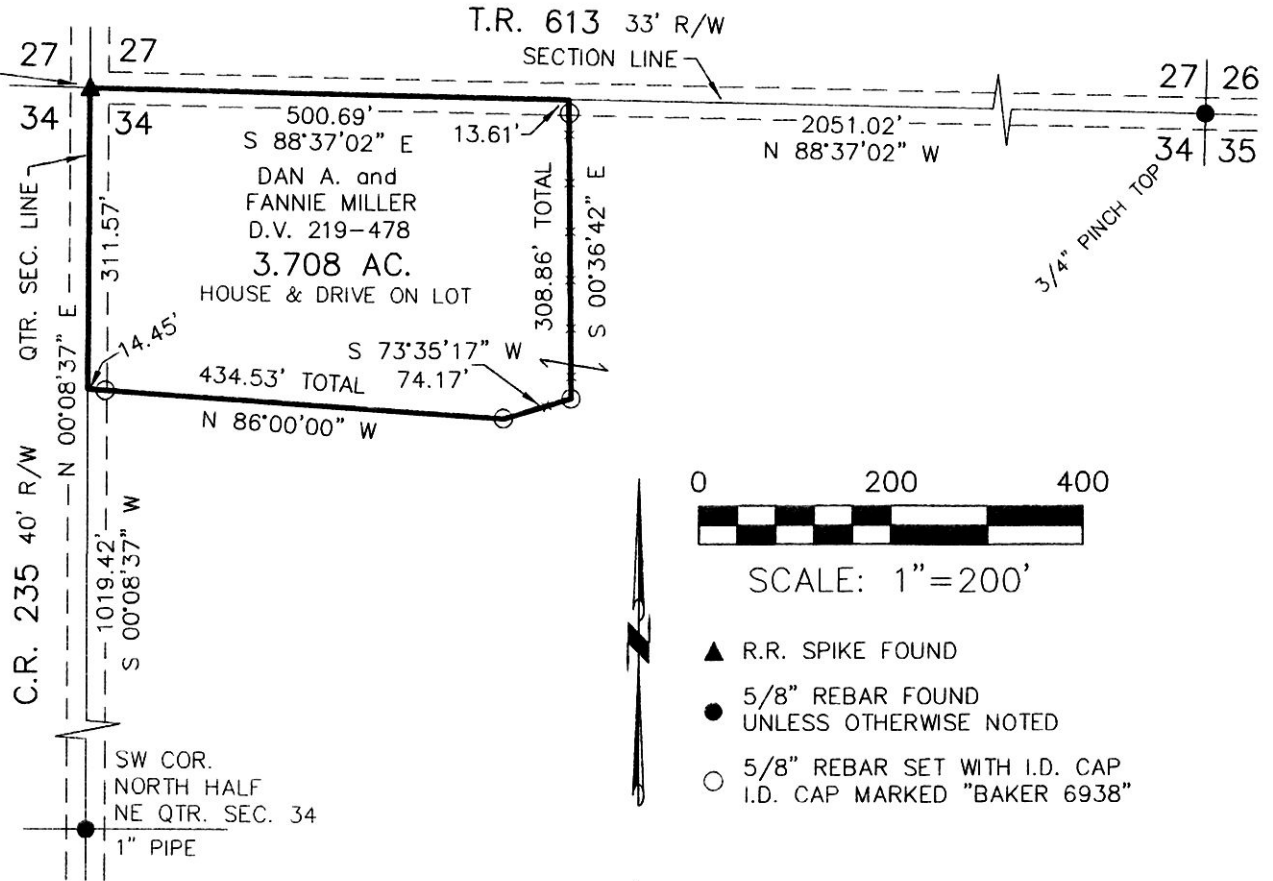 T.R. 613 33' R/W
SECTION LINE
27 27
34 34
27 26
34 35
500.69'
S 88°37'02" E
13.61'
2051.02'
N 88°37'02" W
3/4" PINCH TOP
DAN A. and
FANNIE MILLER
D.V. 219-478
3.708 AC.
HOUSE & DRIVE ON LOT
QTR. SEC. LINE
311.57'
N 00°08'37" E
308.86' TOTAL
S 00°36'42" E
14.45'
S 73°35'17" W
74.17'
434.53' TOTAL
N 86°00'00" W
C.R. 235 40' R/W
1019.42'
S 00°08'37" W
SW COR.
NORTH HALF
NE QTR. SEC. 34
1" PIPE
0 200 400
SCALE: 1"=200'
N
R.R. SPIKE FOUND
5/8" REBAR FOUND
UNLESS OTHERWISE NOTED
5/8" REBAR SET WITH I.D. CAP
I.D. CAP MARKED "BAKER 6938"